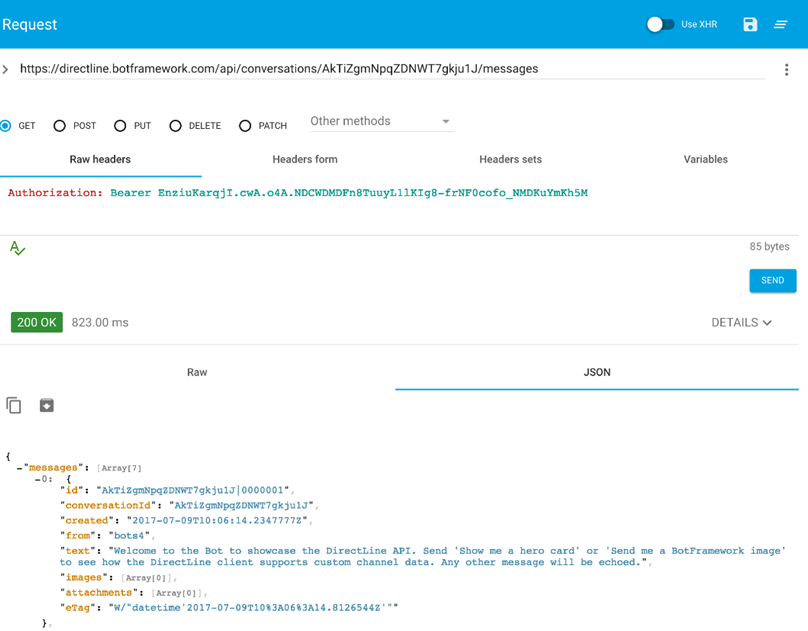 Request
Use XHR
https://directline.botframework.com/api/conversations/AkTiZgmNpqZDNWT7gkju1J/messages
GET POST PUT DELETE PATCH Other methods
Raw headers Headers form Headers sets Variables
Authorization: Bearer EnziuKarqjI.cwA.o4A.NDCWDMDFn8TuuyL1lKIg8-frNF0cofo_NMDKuYmKh5M
85 bytes
SEND
200 OK 823.00 ms DETAILS
Raw JSON
{
"messages": [Array[7]
0: {
"id": "AkTiZgmNpqZDNWT7gkju1J|0000001",
"conversationId": "AkTiZgmNpqZDNWT7gkju1J",
"created": "2017-07-09T10:06:14.2347777Z",
"from": "bots4",
"text": "Welcome to the Bot to showcase the DirectLine API. Send 'Show me a hero card' or 'Send me a BotFramework image'
to see how the DirectLine client supports custom channel data. Any other message will be echoed.",
"images": [Array[0]],
"attachments": [Array[0]],
"eTag": "W/"datetime'2017-07-09T10%3A06%3A14.8126544Z'""
},